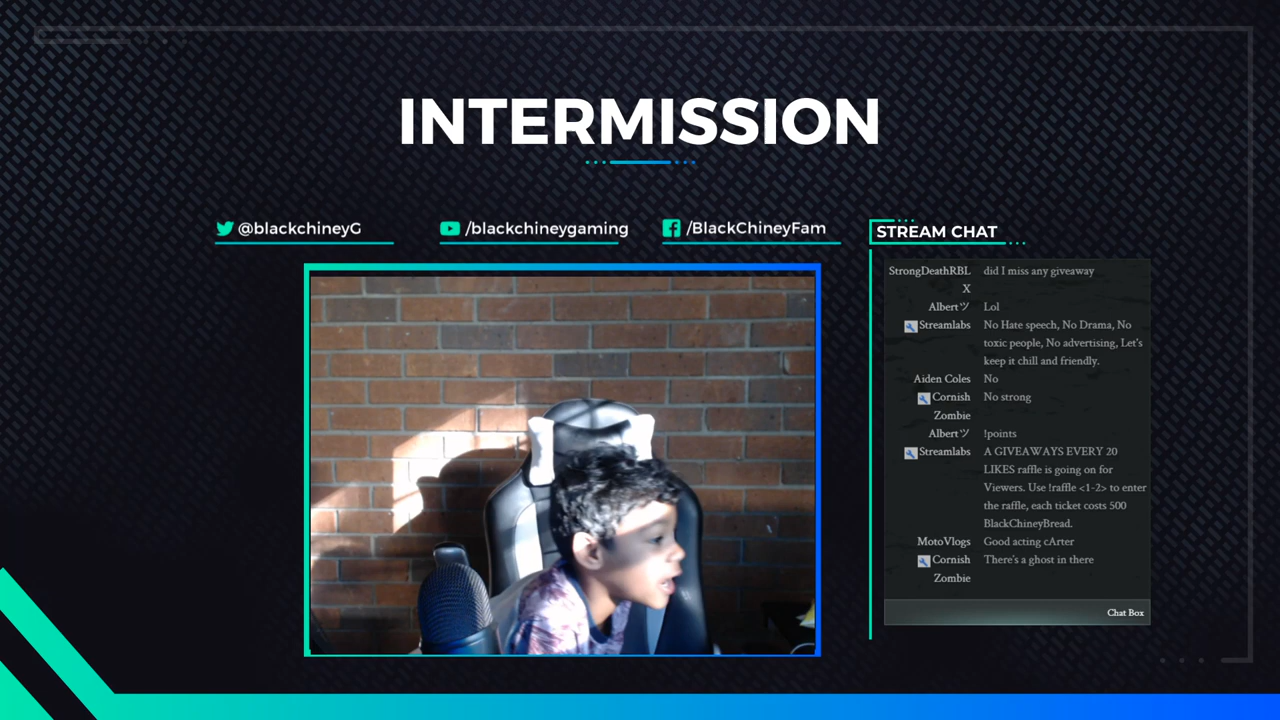 INTERMISSION
@blackchineyG
/blackchineygaming
/BlackChineyFam
STREAM CHAT
StrongDeathRBL did I miss any giveaway
X
Albertツ Lol
Streamlabs No Hate speech, No Drama, No
toxic people, No advertising, Let's
keep it chill and friendly.
Aiden Coles No
Cornish No strong
Zombie
Albertツ !points
Streamlabs A GIVEAWAYS EVERY 20
LIKES raffle is going on for
Viewers. Use !raffle <1-2> to enter
the raffle, each ticket costs 500
BlackChineyBread.
MotoVlogs Good acting cArter
Cornish There's a ghost in there
Zombie
Chat Box